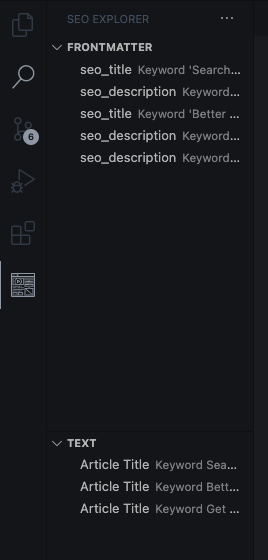 SEO EXPLORER ...
FRONTMATTER
seo_title Keyword 'Search...
seo_description Keyword...
seo_title Keyword 'Better ...
seo_description Keyword...
seo_description Keyword...
6
TEXT
Article Title Keyword Sea...
Article Title Keyword Bett...
Article Title Keyword Get ...